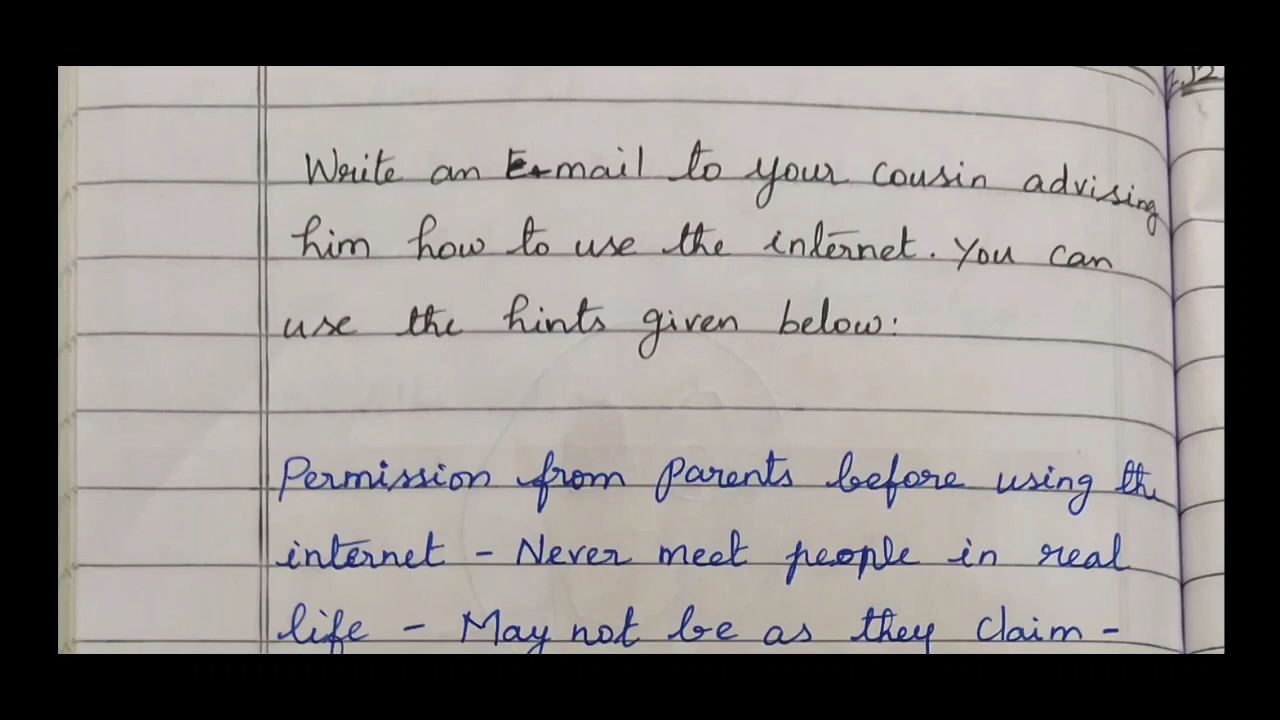 Write an E-mail to your cousin advising
him how to use the internet. You can
use the hints given below:
Permission from parents before using the
internet - Never meet people in real
life - May not be as they claim -